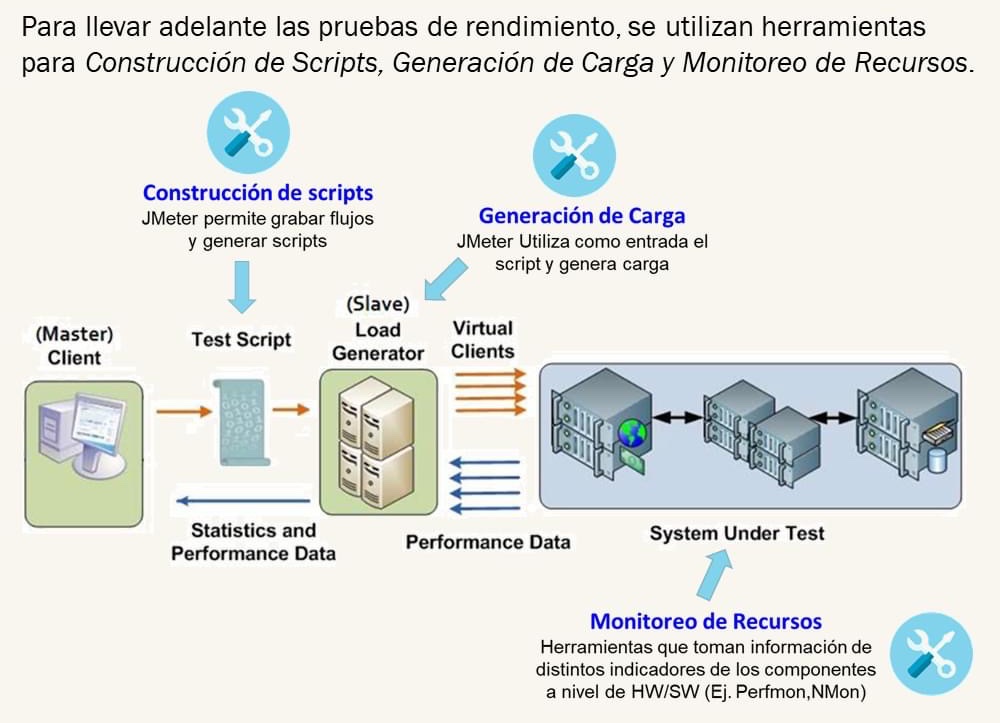 Para llevar adelante las pruebas de rendimiento, se utilizan herramientas
para Construcción de Scripts, Generación de Carga y Monitoreo de Recursos.
Construcción de scripts
JMeter permite grabar flujos
y generar scripts
Generación de Carga
JMeter Utiliza como entrada el
script y genera carga
(Master)
Client
Test Script
(Slave)
Load
Generator
Virtual
Clients
Statistics and
Performance Data
Performance Data
System Under Test
Monitoreo de Recursos
Herramientas que toman información de
distintos indicadores de los componentes
a nivel de HW/SW (Ej. Perfmon,NMon)